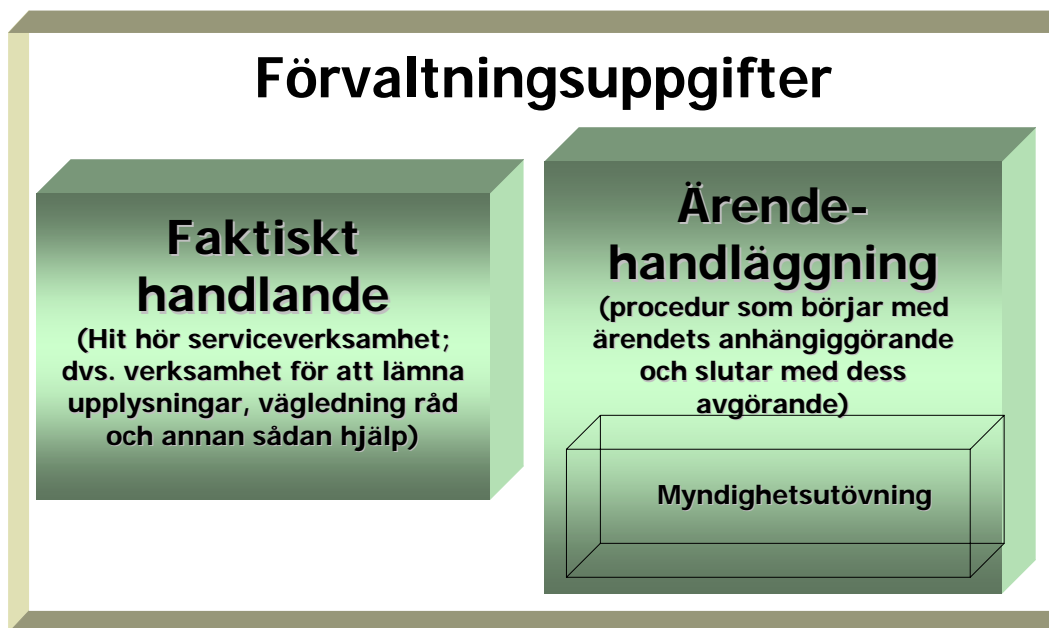 Förvaltningsuppgifter
Faktiskt
handlande
(Hit hör serviceverksamhet;
dvs. verksamhet för att lämna
upplysningar, vägledning råd
och annan sådan hjälp)
Ärende-
handläggning
(procedur som börjar med
ärendets anhängiggörande
och slutar med dess
avgörande)
Myndighetsutövning